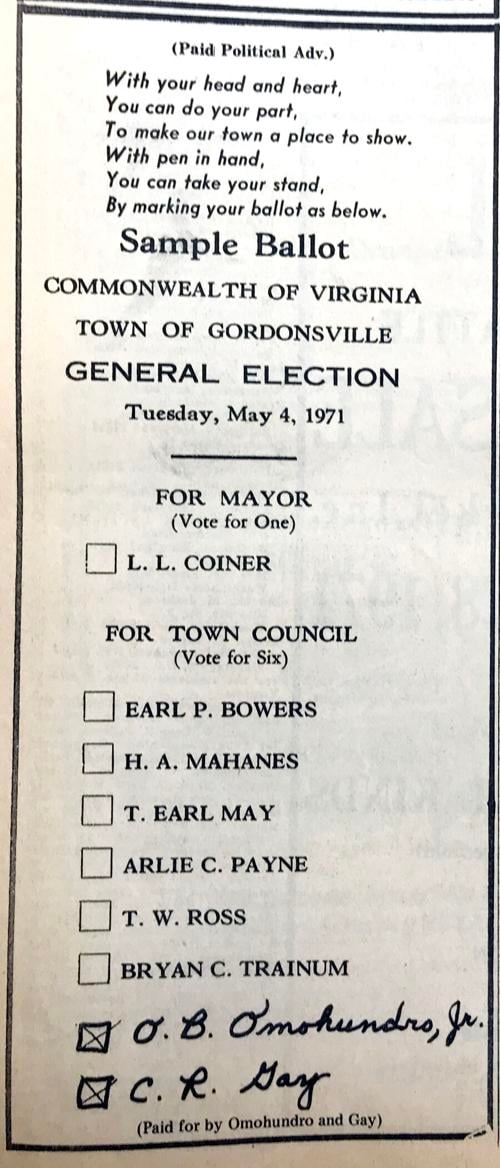 (Paid Political Adv.)
With your head and heart,
You can do your part,
To make our town a place to show.
With pen in hand,
You can take your stand,
By marking your ballot as below.
Sample Ballot
COMMONWEALTH OF VIRGINIA
TOWN OF GORDONSVILLE
GENERAL ELECTION
Tuesday, May 4, 1971
FOR MAYOR
(Vote for One)
L. L. COINER
FOR TOWN COUNCIL
(Vote for Six)
EARL P. BOWERS
H. A. MAHANES
T. EARL MAY
ARLIE C. PAYNE
T. W. ROSS
BRYAN C. TRAINUM
O. B. Omohundro, Jr.
C. R. Gay
(Paid for by Omohundro and Gay)